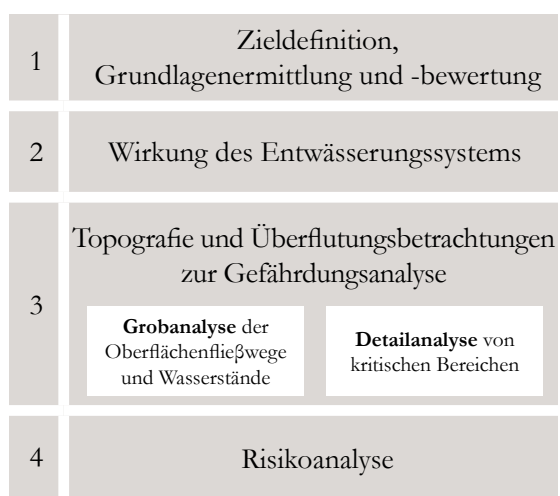 1
Zieldefinition,
Grundlagenermittlung und -bewertung
2
Wirkung des Entwässerungssystems
3
Topografie und Überflutungsbetrachtungen
zur Gefährdungsanalyse
Grobanalyse der
Oberflächenfließwege
und Wasserstände
Detailanalyse von
kritischen Bereichen
4
Risikoanalyse